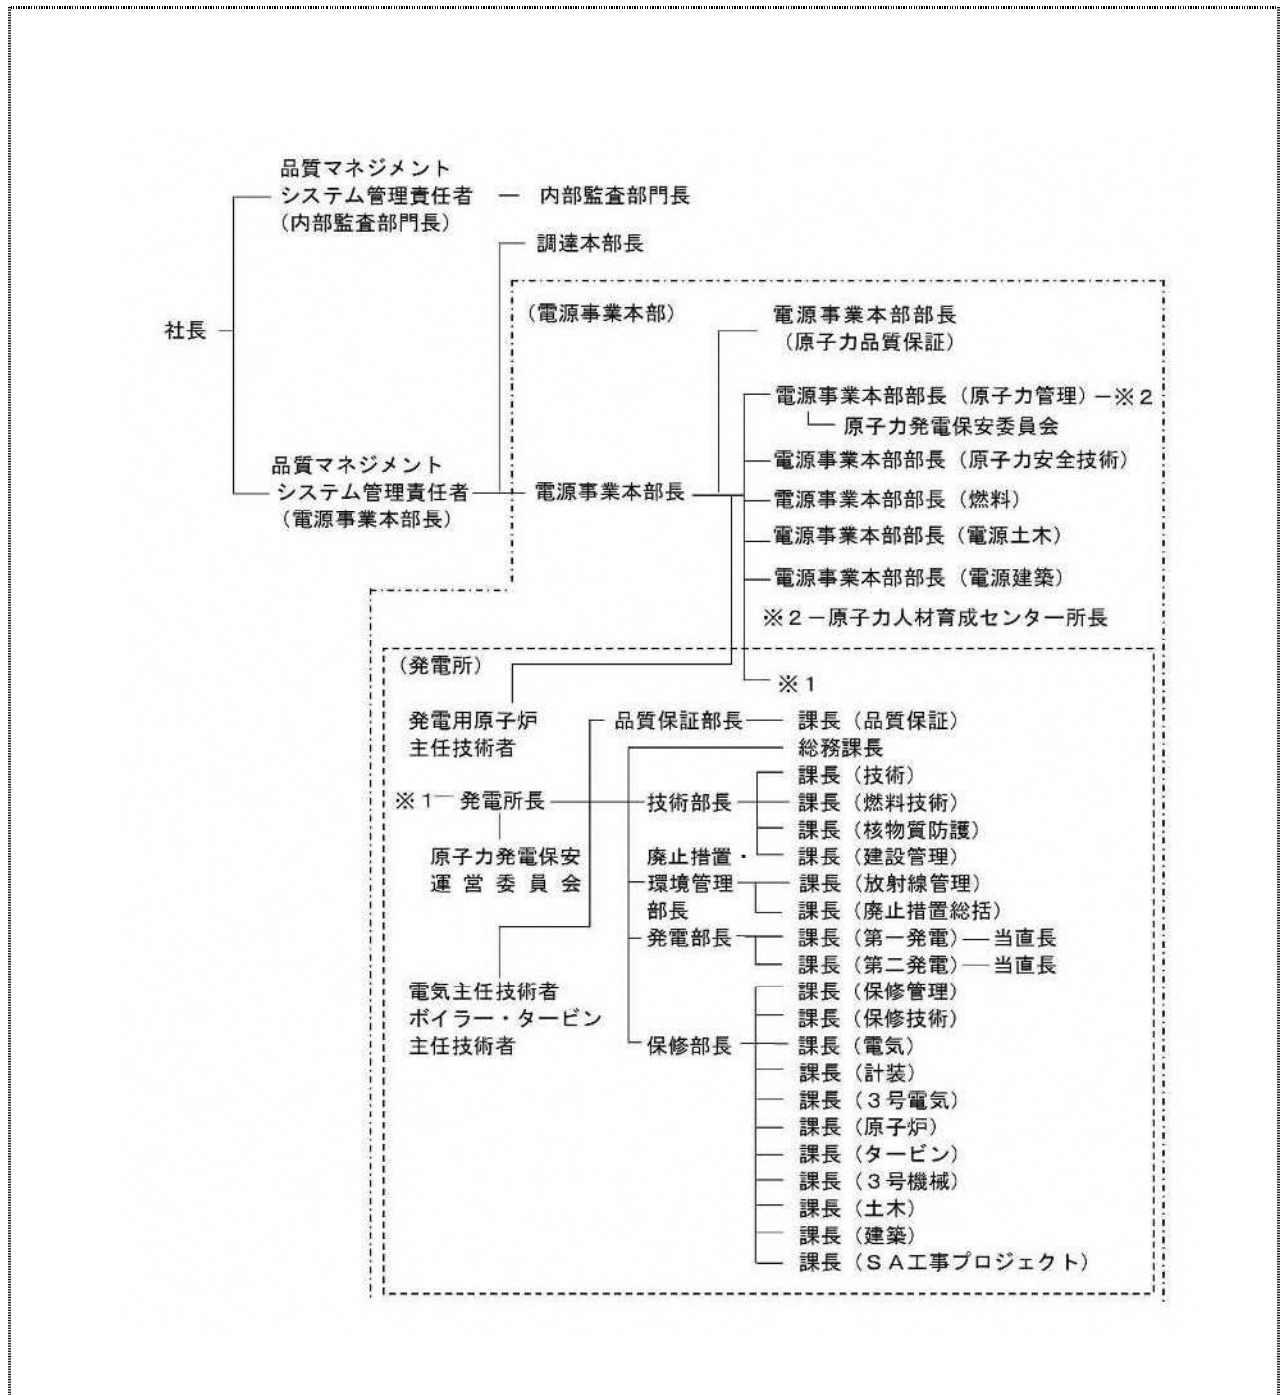 品質マネジメント
システム管理責任者 ― 内部監査部門長
(内部監査部門長)
調達本部長
(電源事業本部)
社長
電源事業本部部長
(原子力品質保証)
電源事業本部部長(原子力管理)－※2
原子力発電保安委員会
電源事業本部部長(原子力安全技術)
品質マネジメント
システム管理責任者
(電源事業本部長)
電源事業本部長
電源事業本部部長(燃料)
電源事業本部部長(電源土木)
電源事業本部部長(電源建築)
※2－原子力人材育成センター所長
(発電所)
※1
発電用原子炉
主任技術者
品質保証部長
課長(品質保証)
総務課長
※1 発電所長
技術部長
課長(技術)
課長(燃料技術)
課長(核物質防護)
課長(建設管理)
原子力発電保安
運営委員会
廃止措置・
環境管理
部長
課長(放射線管理)
課長(廃止措置総括)
発電部長
課長(第一発電)―当直長
課長(第二発電)―当直長
電気主任技術者
ボイラー・タービン
主任技術者
保修部長
課長(保修管理)
課長(保修技術)
課長(電気)
課長(計装)
課長(3号電気)
課長(原子炉)
課長(タービン)
課長(3号機械)
課長(土木)
課長(建築)
課長(SA工事プロジェクト)